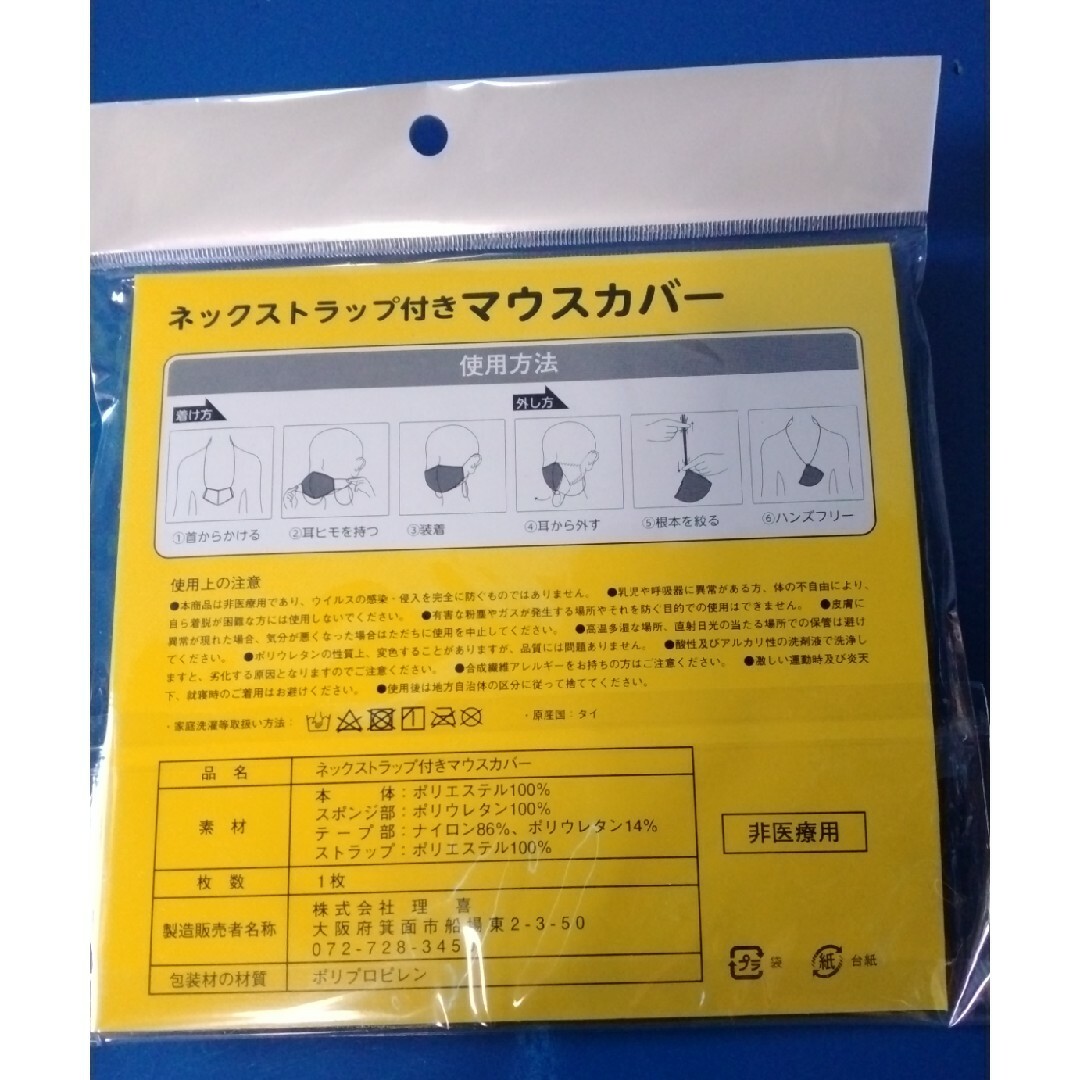 ネックストラップ付きマウスカバー
使用方法
着け方
外し方
①首からかける
②耳ヒモを持つ
③装着
④耳から外す
⑤根本を絞る
⑥ハンズフリー
使用上の注意
●本商品は非医療用であり、ウイルスの感染・侵入を完全に防ぐものではありません。 ●乳児や呼吸器に異常がある方、体の不自由により、
自ら着脱が困難な方には使用しないでください。 ●有害な粉塵やガスが発生する場所やそれを防ぐ目的での使用はできません。 ●皮膚に
異常が現れた場合、気分が悪くなった場合はただちに使用を中止してください。 ●高温多湿な場所、直射日光の当たる場所での保管は避け
てください。 ●ポリウレタンの性質上、変色することがありますが、品質には問題ありません。 ●酸性及びアルカリ性の洗剤液で洗浄し
ますと、劣化する原因となりますのでご注意ください。 ●合成繊維アレルギーをお持ちの方はご注意ください。 ●激しい運動時及び炎天
下、就寝時のご着用はお避けください。 ●使用後は地方自治体の区分に従って捨ててください。
・家庭洗濯等取扱い方法：
・原産国：タイ
品名 ネックストラップ付きマウスカバー
素材 本体：ポリエステル100%
スポンジ部：ポリウレタン100%
テープ部：ナイロン86%、ポリウレタン14%
ストラップ：ポリエステル100%
枚数 1枚
製造販売者名称 株式会社 理喜
大阪府箕面市船場東2-3-50
072-728-345
包装材の材質 ポリプロピレン
非医療用
プラ 袋
紙 台紙